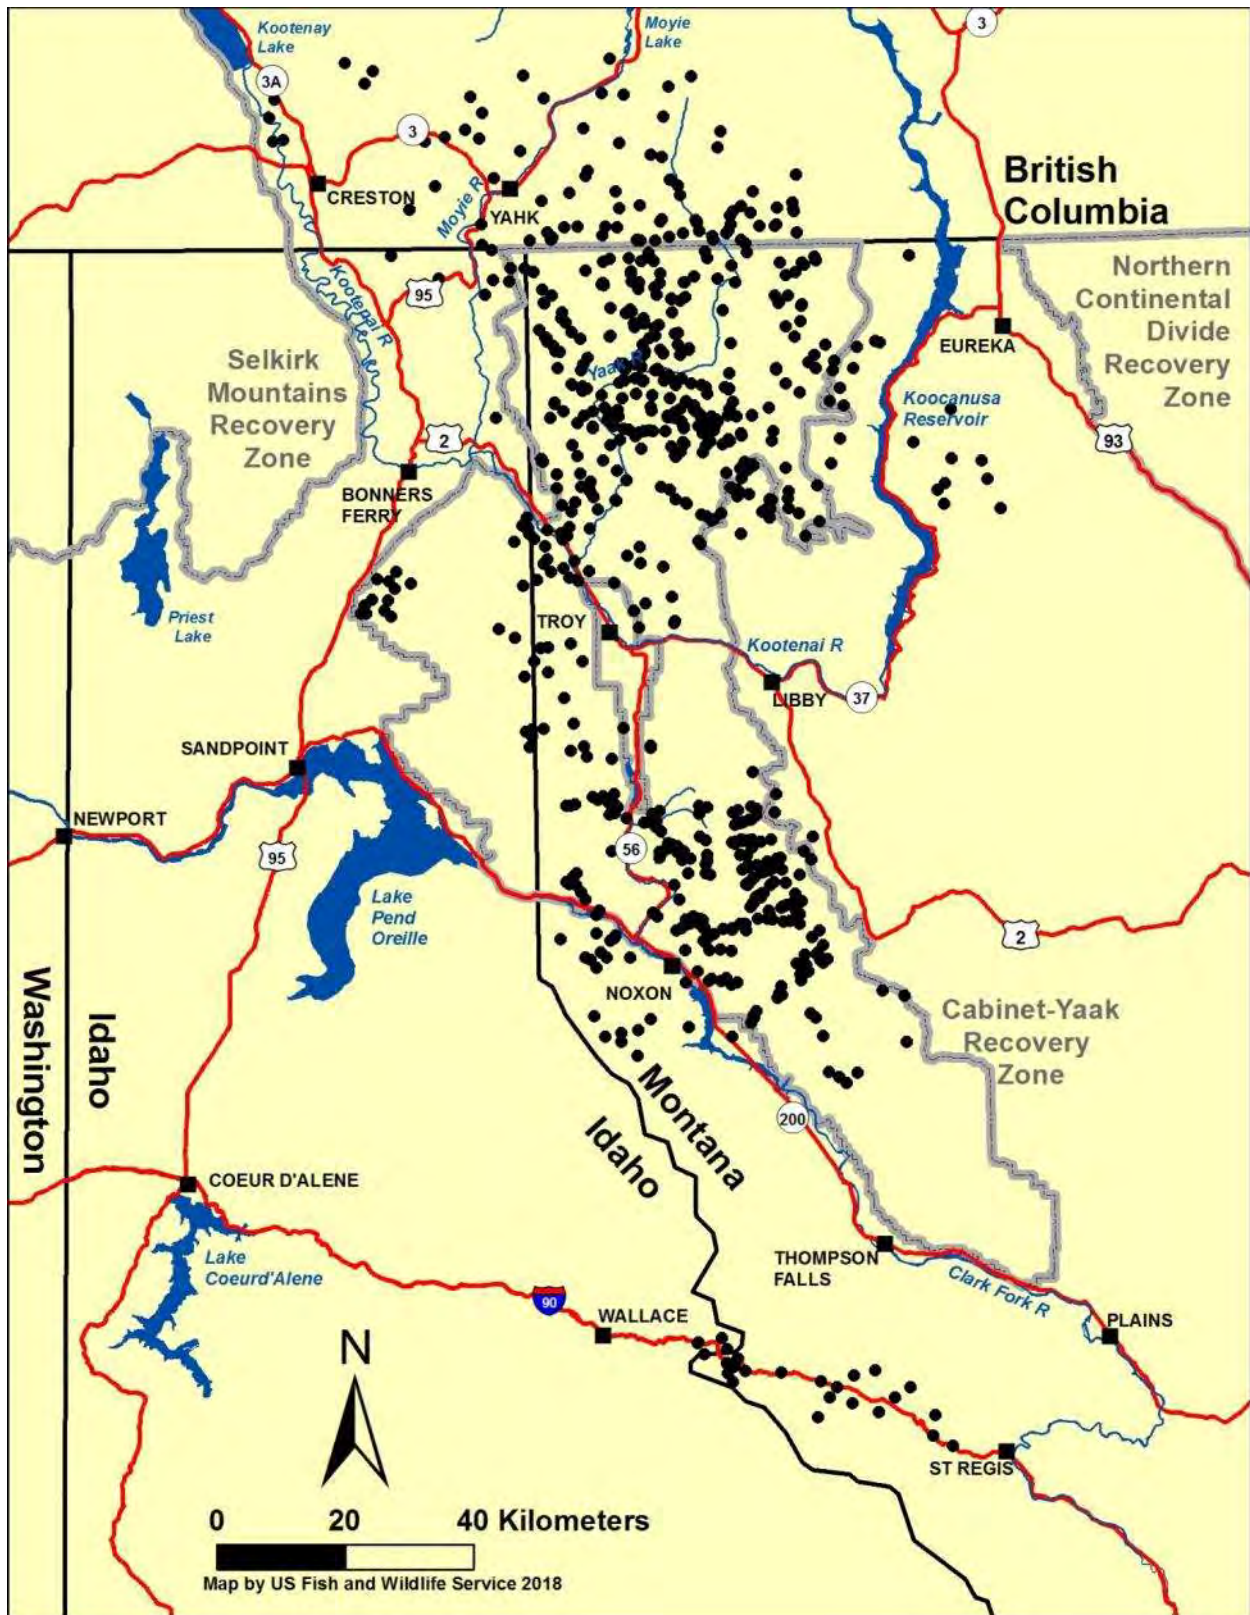 Kootenay
Lake
Moyie
Lake
3
3A
3
CRESTON
YAHK
Moyie R
British
Columbia
95
Kootenai R
Northern
Continental
Divide
Recovery
Zone
EUREKA
Selkirk
Mountains
Recovery
Zone
Yaak R
Koocanusa
Reservoir
93
2
BONNERS
FERRY
Priest
Lake
TROY
Kootenai R
LIBBY
37
SANDPOINT
NEWPORT
95
56
Lake
Pend
Oreille
2
NOXON
Washington
Idaho
Cabinet-Yaak
Recovery
Zone
Montana
Idaho
200
COEUR D'ALENE
Lake
Coeurd'Alene
THOMPSON
FALLS
Clark Fork R
90
WALLACE
PLAINS
N
ST REGIS
0 20 40 Kilometers
Map by US Fish and Wildlife Service 2018